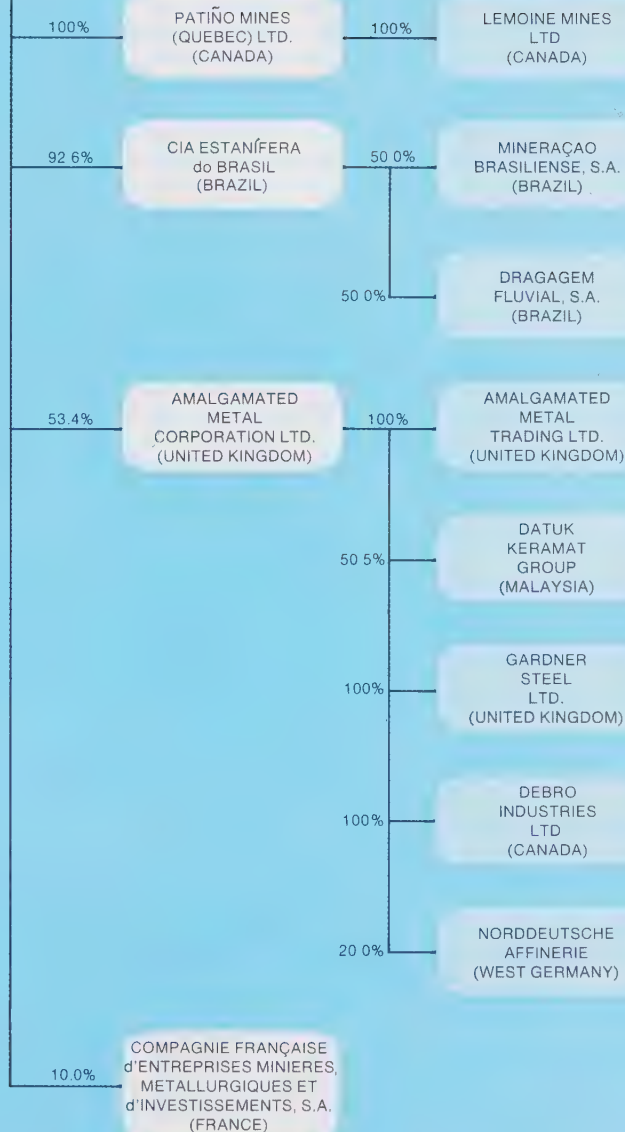 100%
PATIÑO MINES
(QUEBEC) LTD.
(CANADA)
100%
LEMOINE MINES
LTD
(CANADA)
92 6%
CIA ESTANÍFERA
do BRASIL
(BRAZIL)
50 0%
MINERAÇAO
BRASILIENSE, S.A.
(BRAZIL)
50 0%
DRAGAGEM
FLUVIAL, S.A.
(BRAZIL)
53.4%
AMALGAMATED
METAL
CORPORATION LTD.
(UNITED KINGDOM)
100%
AMALGAMATED
METAL
TRADING LTD.
(UNITED KINGDOM)
50 5%
DATUK
KERAMAT
GROUP
(MALAYSIA)
100%
GARDNER
STEEL
LTD.
(UNITED KINGDOM)
100%
DEBRO
INDUSTRIES
LTD
(CANADA)
20 0%
NORDDEUTSCHE
AFFINERIE
(WEST GERMANY)
10.0%
COMPAGNIE FRANÇAISE
d'ENTREPRISES MINIERES,
METALLURGIQUES ET
d'INVESTISSEMENTS, S.A.
(FRANCE)